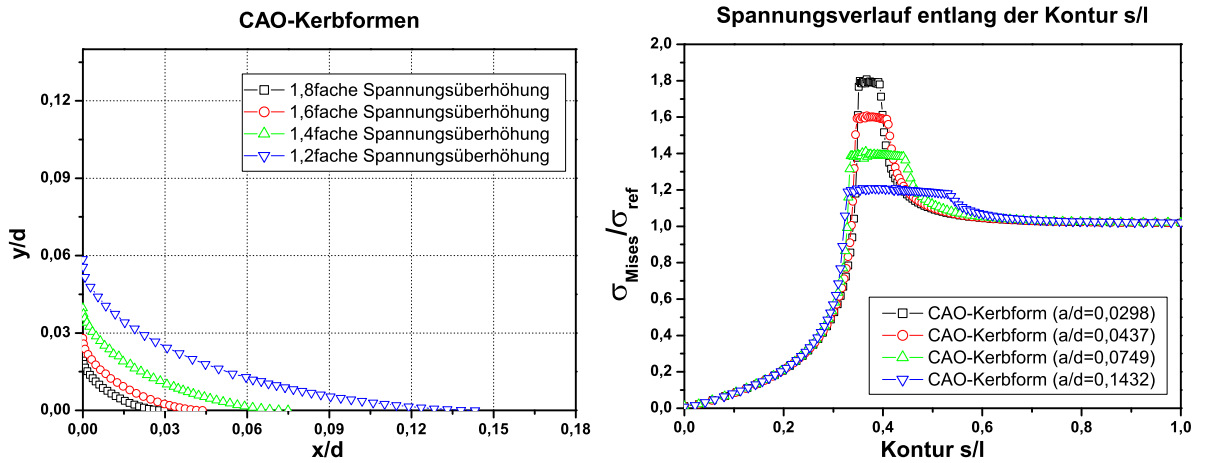 CAO-Kerbformen
y/d
0,12
0,09
0,06
0,03
0,00
0,00
0,03
0,06
0,09
0,12
0,15
0,18
x/d
1,8fache Spannungsüberhöhung
1,6fache Spannungsüberhöhung
1,4fache Spannungsüberhöhung
1,2fache Spannungsüberhöhung
Spannungsverlauf entlang der Kontur s/l
σMises/σref
2,0
1,8
1,6
1,4
1,2
1,0
0,8
0,6
0,4
0,2
0,0
0,0
0,2
0,4
0,6
0,8
1,0
Kontur s/l
CAO-Kerbform (a/d=0,0298)
CAO-Kerbform (a/d=0,0437)
CAO-Kerbform (a/d=0,0749)
CAO-Kerbform (a/d=0,1432)